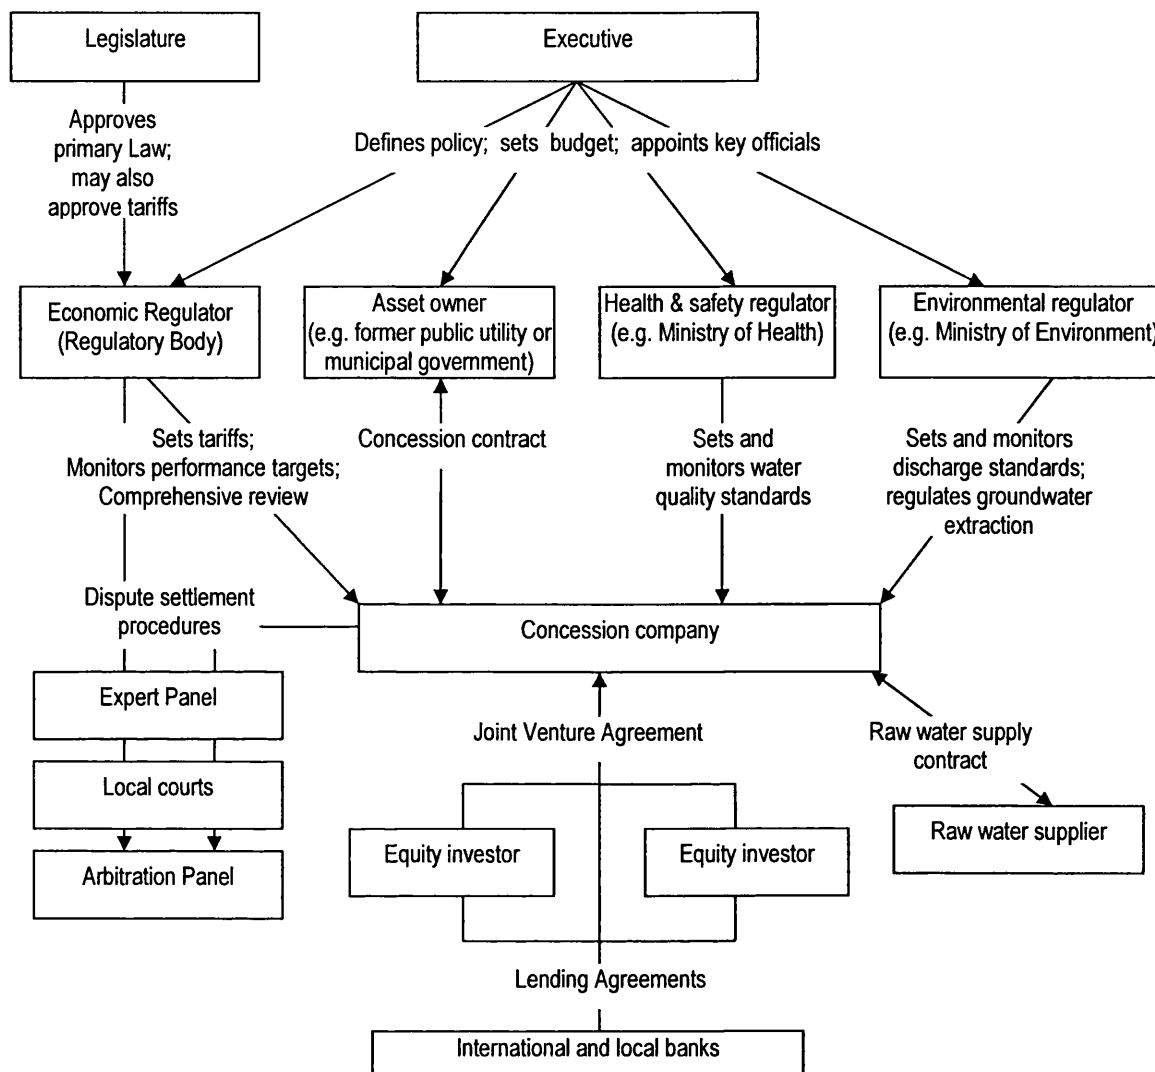 Legislature
Executive
Approves
primary Law;
may also
approve tariffs
Defines policy; sets budget; appoints key officials
Economic Regulator
(Regulatory Body)
Asset owner
(e.g. former public utility or
municipal government)
Health & safety regulator
(e.g. Ministry of Health)
Environmental regulator
(e.g. Ministry of Environment)
Sets tariffs;
Monitors performance targets;
Comprehensive review
Concession contract
Sets and
monitors water
quality standards
Sets and monitors
discharge standards;
regulates groundwater
extraction
Dispute settlement
procedures
Concession company
Expert Panel
Local courts
Arbitration Panel
Joint Venture Agreement
Raw water supply
contract
Equity investor
Equity investor
Raw water supplier
Lending Agreements
International and local banks